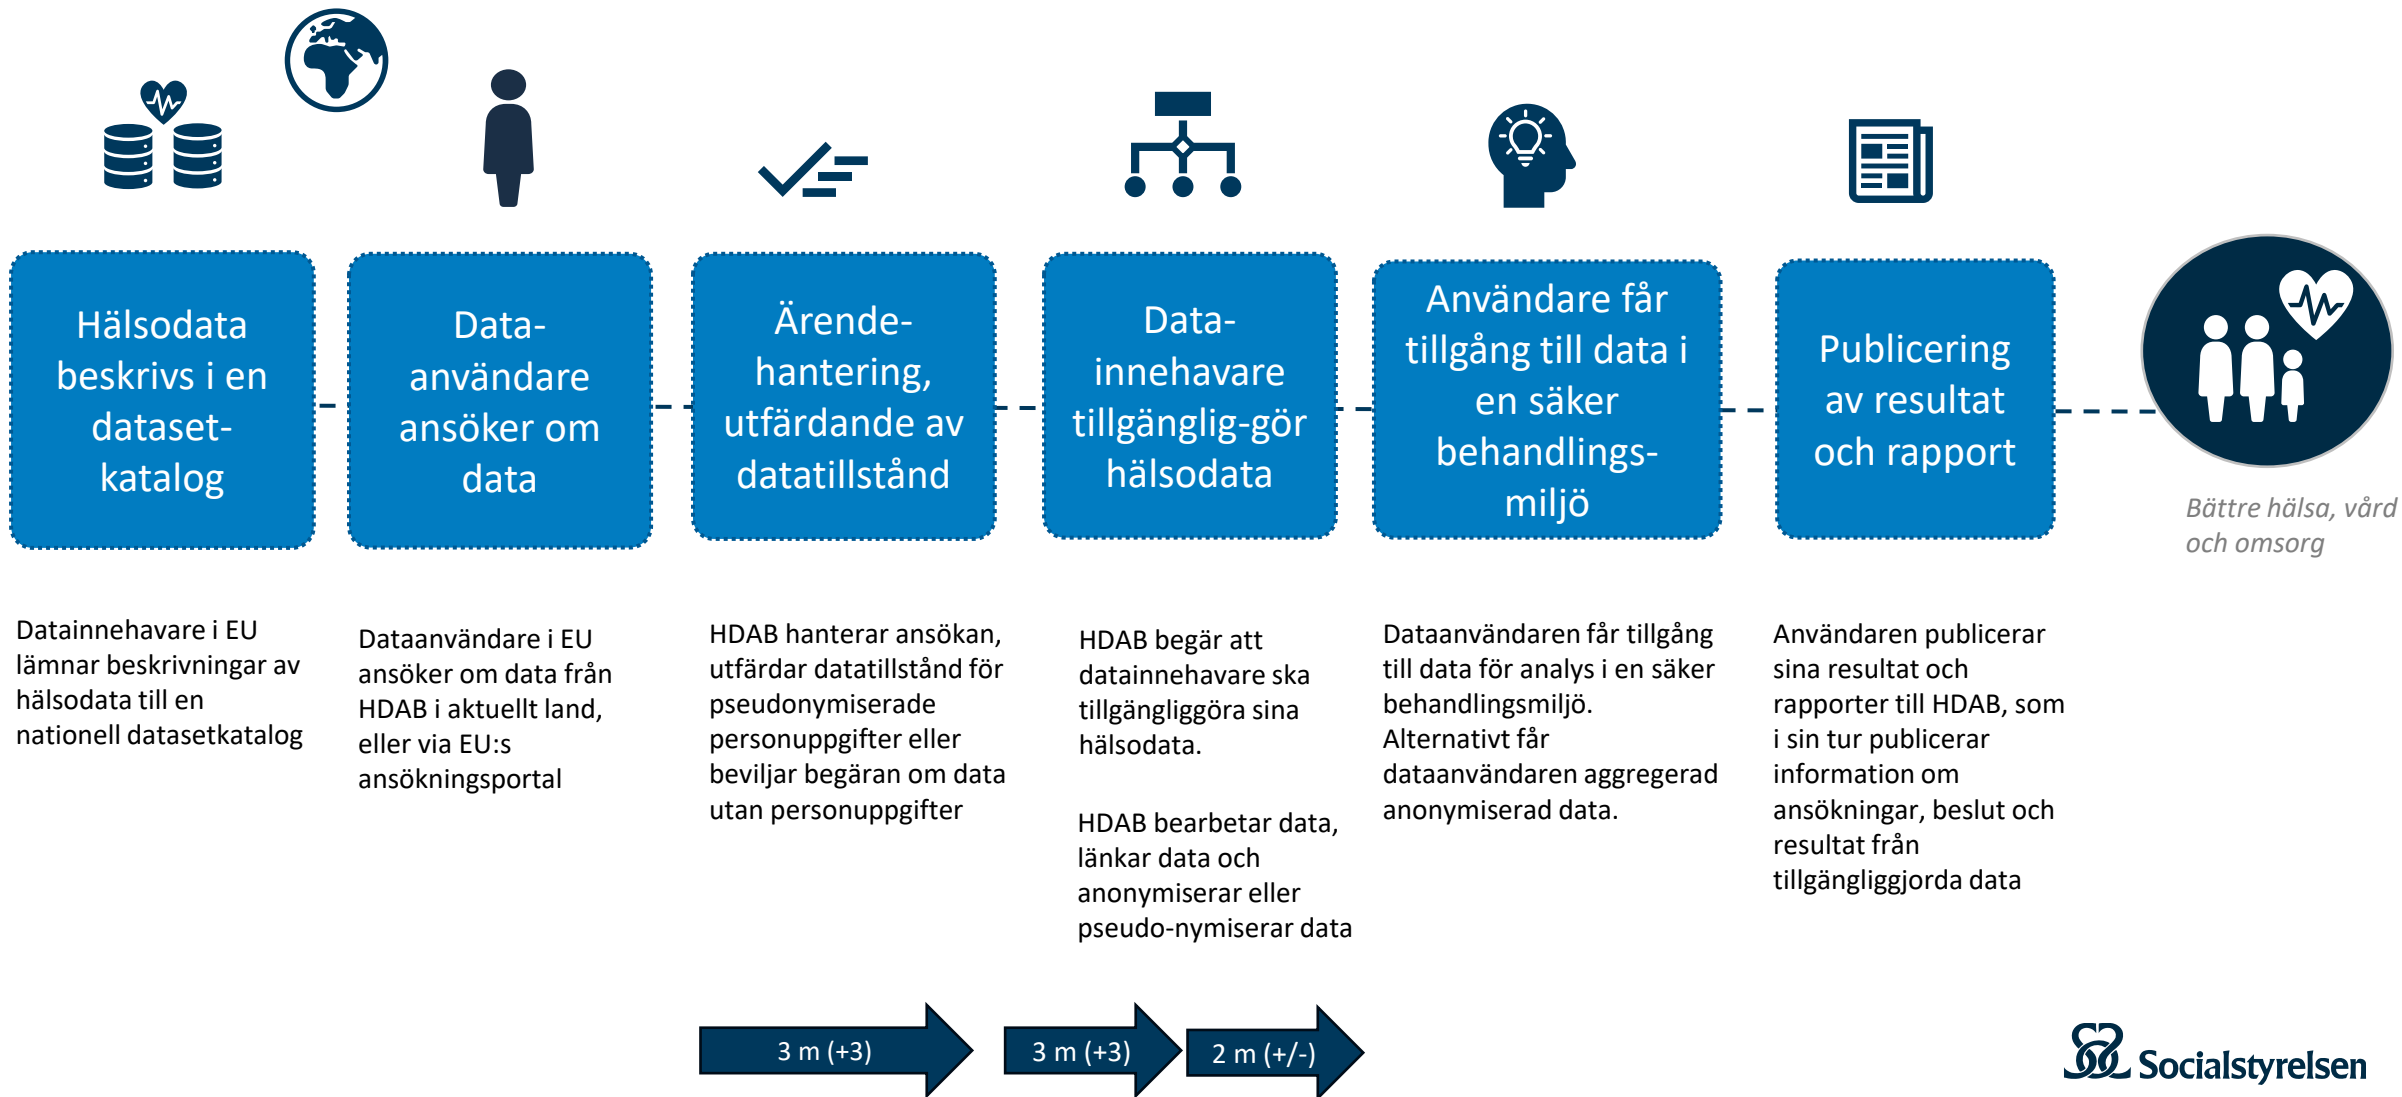 Hälsodata
beskrivs i en
dataset-
katalog
Data-
användare
ansöker om
data
Ärende-
hantering,
utfärdande av
datatillstånd
Data-
innehavare
tillgänglig-gör
hälsodata
Användare får
tillgång till data i
en säker
behandlings-
miljö
Publicering
av resultat
och rapport
Bättre hälsa, vård
och omsorg
Datainnehavare i EU
lämnar beskrivningar av
hälsodata till en
nationell datasetkatalog
Dataanvändare i EU
ansöker om data från
HDAB i aktuellt land,
eller via EU:s
ansökningsportal
HDAB hanterar ansökan,
utfärdar datatillstånd för
pseudonymiserade
personuppgifter eller
beviljar begäran om data
utan personuppgifter
HDAB begär att
datainnehavare ska
tillgängliggöra sina
hälsodata.
HDAB bearbetar data,
länkar data och
anonymiserar eller
pseudo-nymiserar data
Dataanvändaren får tillgång
till data för analys i en säker
behandlingsmiljö.
Alternativt får
dataanvändaren aggregerad
anonymiserad data.
Användaren publicerar
sina resultat och
rapporter till HDAB, som
i sin tur publicerar
information om
ansökningar, beslut och
resultat från
tillgängliggjorda data
3 m (+3)
3 m (+3)
2 m (+/-)
Socialstyrelsen